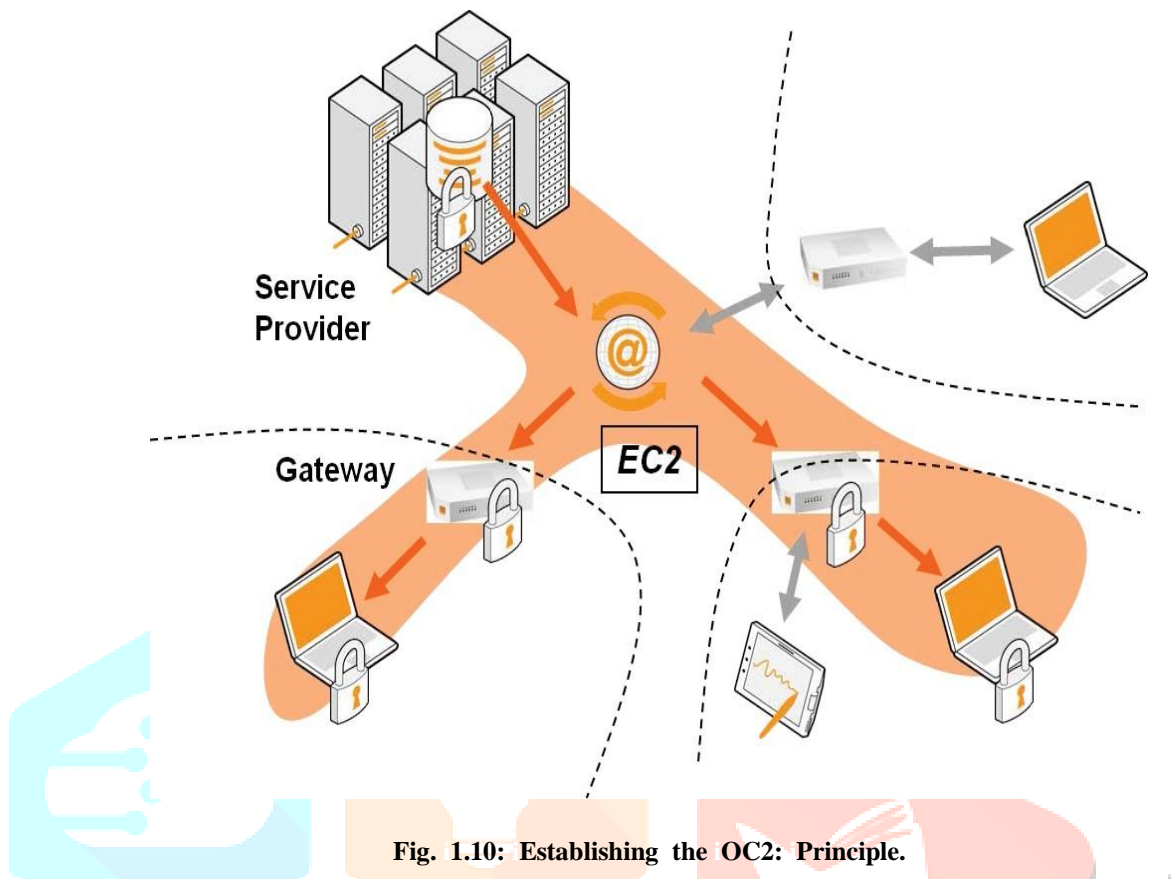 Service
Provider
@
Gateway
EC2
Fig. 1.10: Establishing the OC2: Principle.